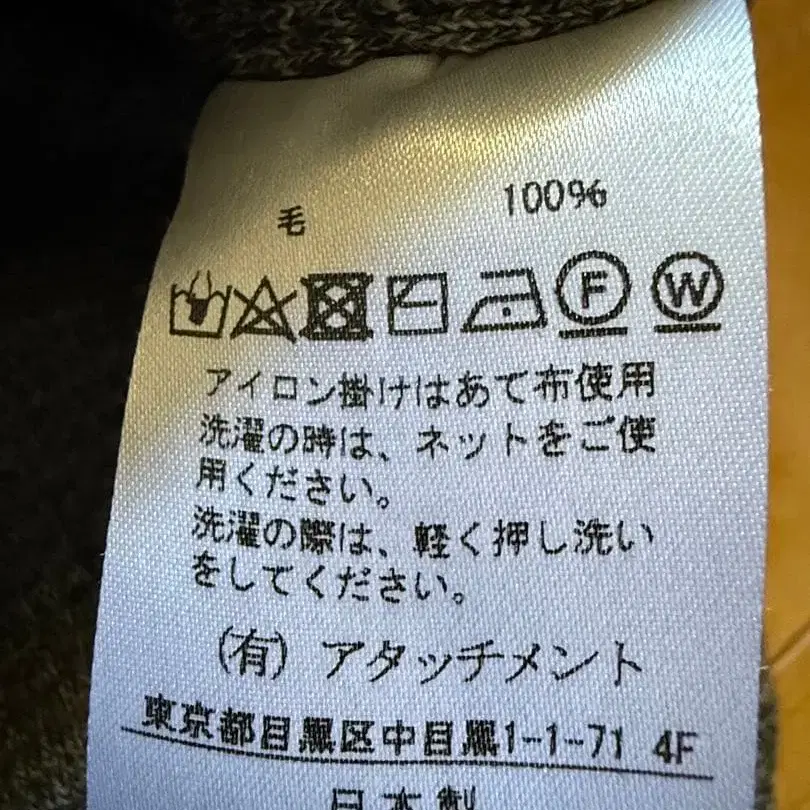 毛 100%
F W
アイロン掛けはあて布使用
洗濯の時は、ネットをご使
用ください。
洗濯の際は、軽く押し洗い
をしてください。
(有) アタッチメント
東京都目黒区中目黒1-1-71 4F
日本製